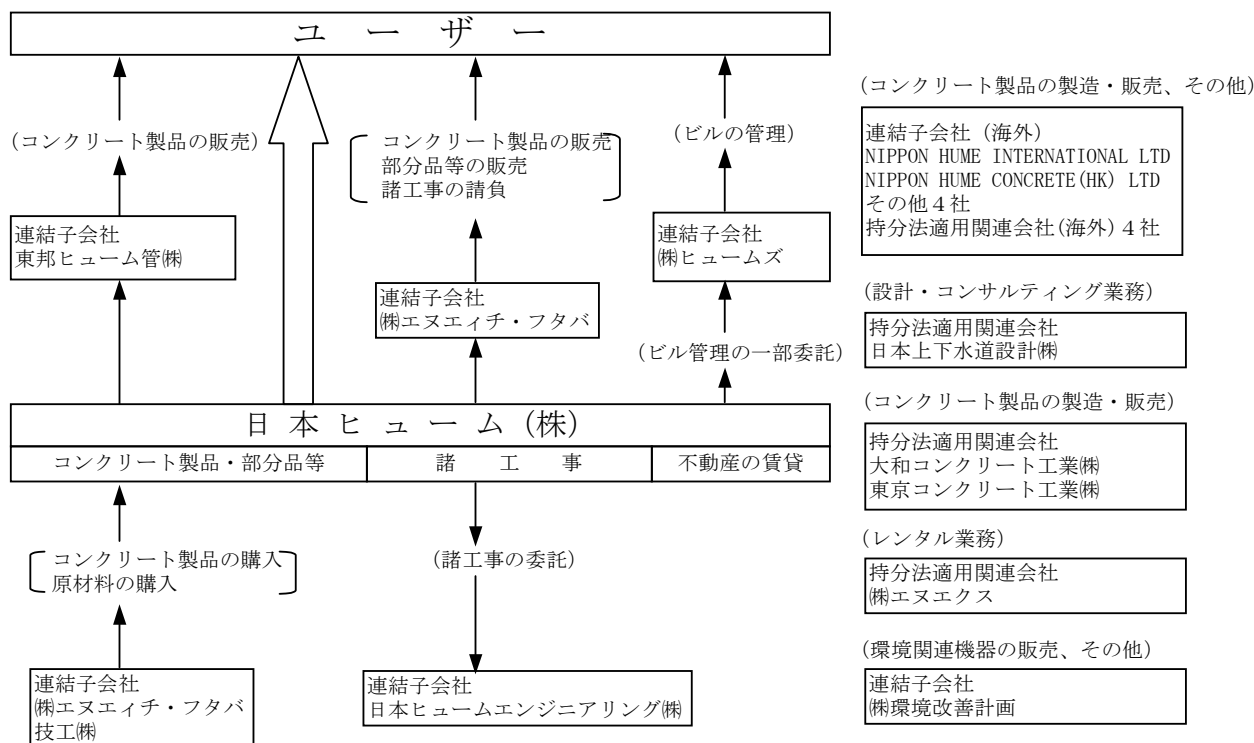 ユーザー
(コンクリート製品の販売)
連結子会社
東邦ヒューム管㈱
コンクリート製品の販売
部分品等の販売
諸工事の請負
連結子会社
㈱エヌエィチ・フタバ
(ビルの管理)
連結子会社
㈱ヒュームズ
(ビル管理の一部委託)
日本ヒューム(株)
コンクリート製品・部分品等
諸工事
不動産の賃貸
コンクリート製品の購入
原材料の購入
連結子会社
㈱エヌエィチ・フタバ
技工㈱
(諸工事の委託)
連結子会社
日本ヒュームエンジニアリング㈱
(コンクリート製品の製造・販売、その他)
連結子会社 (海外)
NIPPON HUME INTERNATIONAL LTD
NIPPON HUME CONCRETE(HK) LTD
その他4社
持分法適用関連会社(海外)4社
(設計・コンサルティング業務)
持分法適用関連会社
日本上下水道設計㈱
(コンクリート製品の製造・販売)
持分法適用関連会社
大和コンクリート工業㈱
東京コンクリート工業㈱
(レンタル業務)
持分法適用関連会社
㈱エヌエクス
(環境関連機器の販売、その他)
連結子会社
㈱環境改善計画